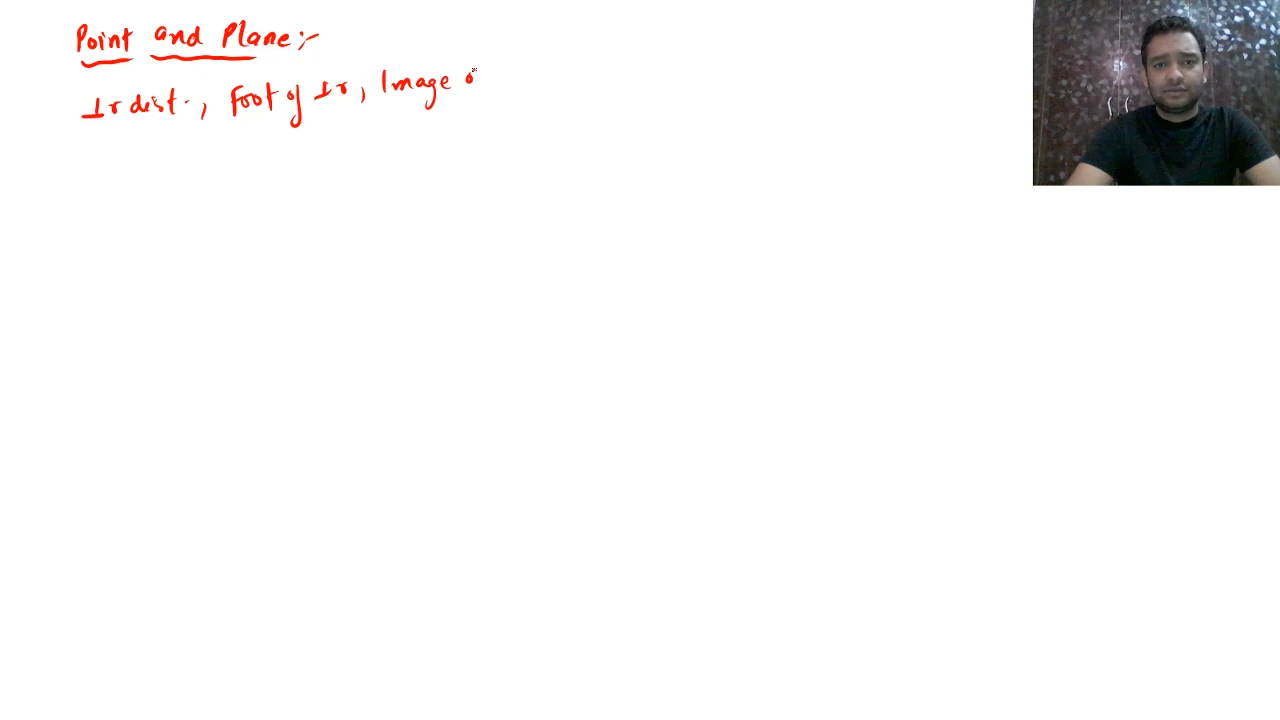 Point and Plane :-
⊥r dist., Foot of ⊥r, Image o